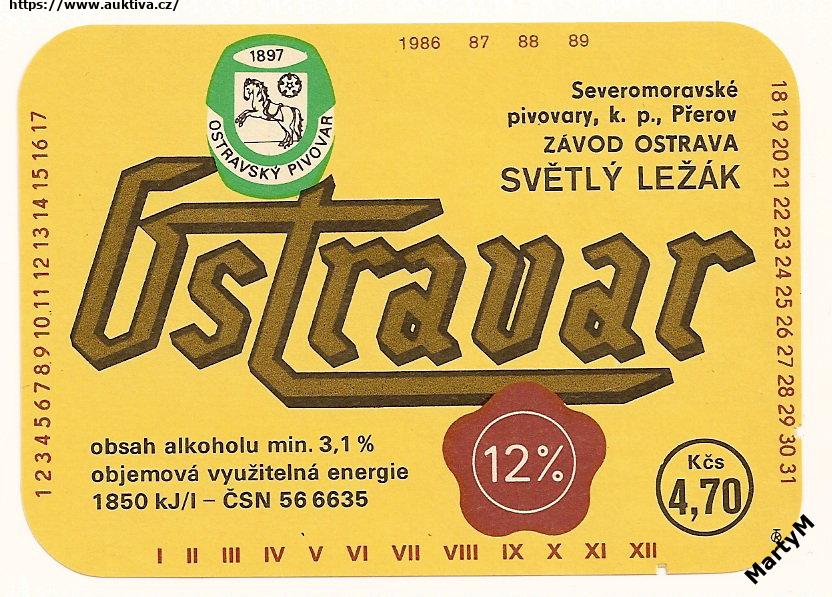 https://www.auktiva.cz/
1897
OSTRAVSKÝ PIVOVAR
1986 87 88 89
Severomoravské
pivovary, k. p., Přerov
ZÁVOD OSTRAVA
SVĚTLÝ LEŽÁK
1 2 3 4 5 6 7 8 9 10 11 12 13 14 15 16 17
18 19 20 21 22 23 24 25 26 27 28 29 30 31
Ostravar
obsah alkoholu min. 3,1 %
objemová využitelná energie
1850 kJ/l – ČSN 56 6635
12%
Kčs
4,70
I II III IV V VI VII VIII IX X XI XII
MartyM